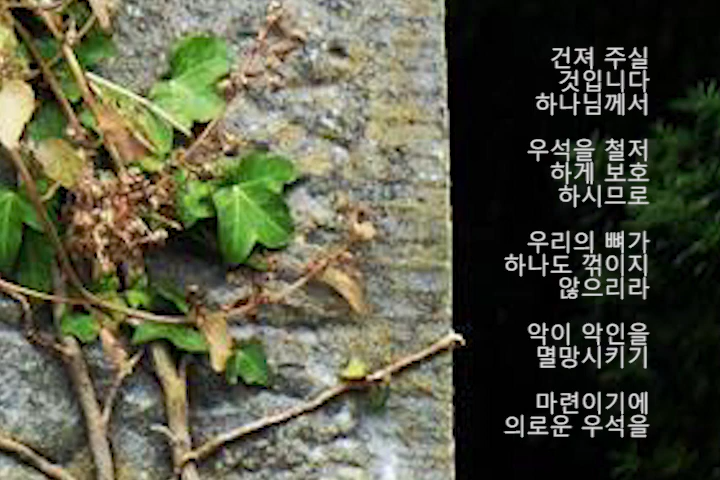 건져 주실
것입니다
하나님께서
우석을 철저
하게 보호
하시므로
우리의 뼈가
하나도 꺾이지
않으리라
악이 악인을
멸망시키기
마련이기에
의로운 우석을